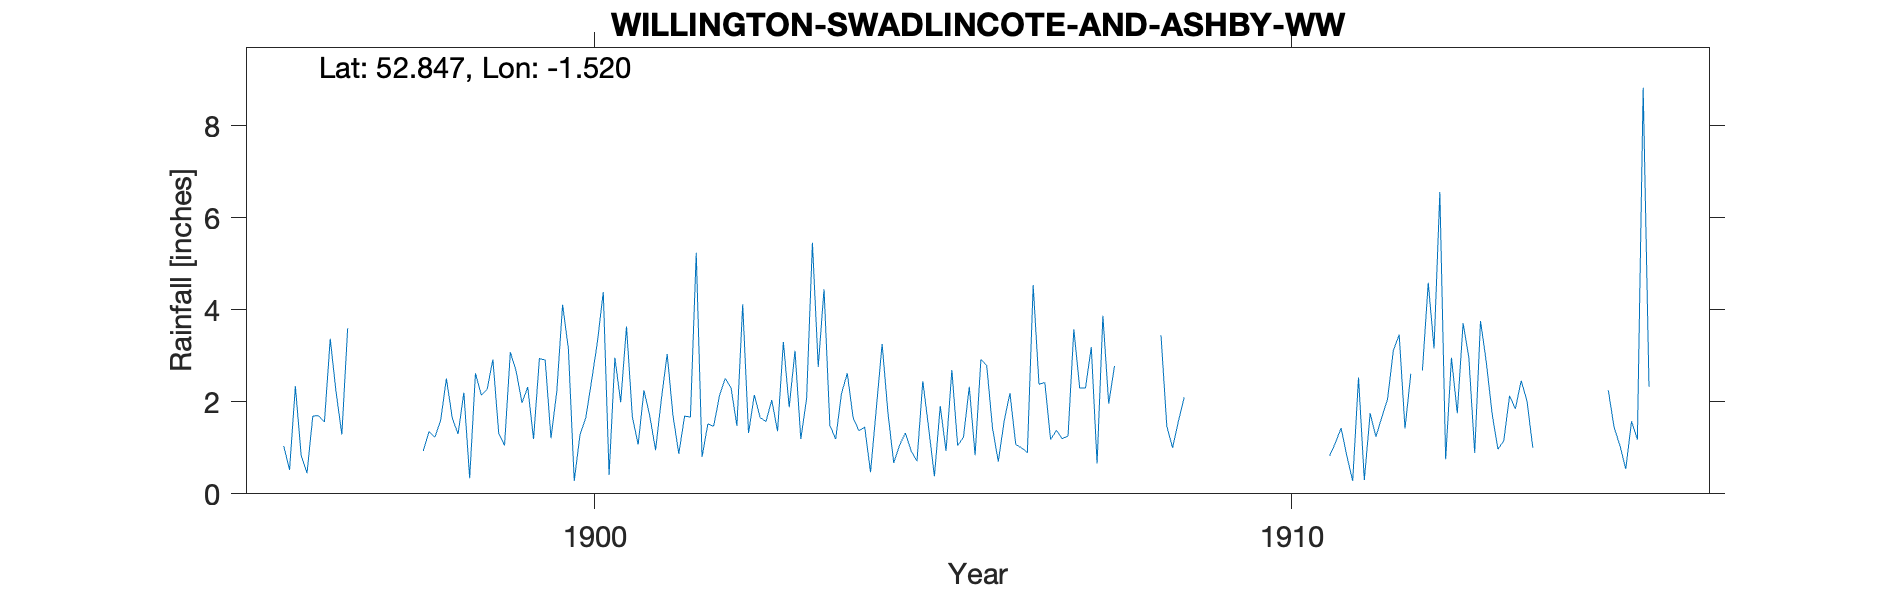 WILLINGTON-SWADLINCOTE-AND-ASHBY-WW
Lat: 52.847, Lon: -1.520
8
6
4
2
0
Rainfall [inches]
1900 1910
Year